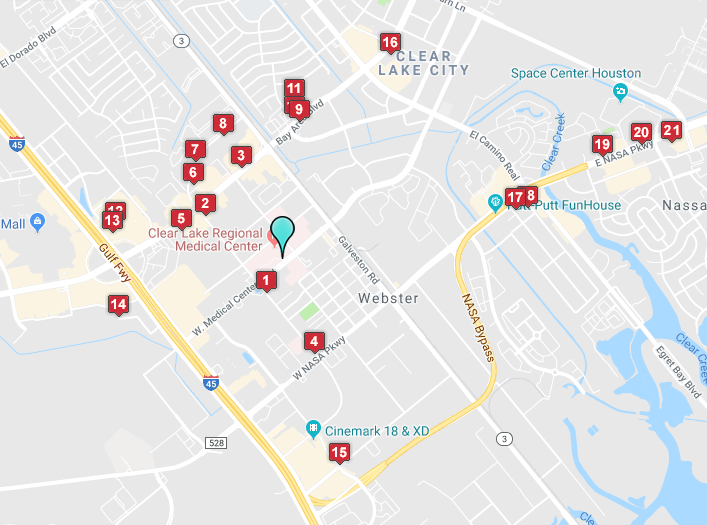 El Dorado Blvd
3
16
CLEAR
LAKE CITY
Space Center Houston
11
9
Bay Area Blvd
8
El Camino Real
Clear Creek
21
20
19
E NASA Pkwy
45
7
3
6
2
5
13
Mall
17
Putt Putt FunHouse
Nassa
Clear Lake Regional
Medical Center
Gulf Fwy
Galveston Rd
1
14
W. Medical Center
Webster
NASA Bypass
4
W NASA Pkwy
45
Egret Bay Blvd
Clear Creek
528
Cinemark 18 & XD
3
15